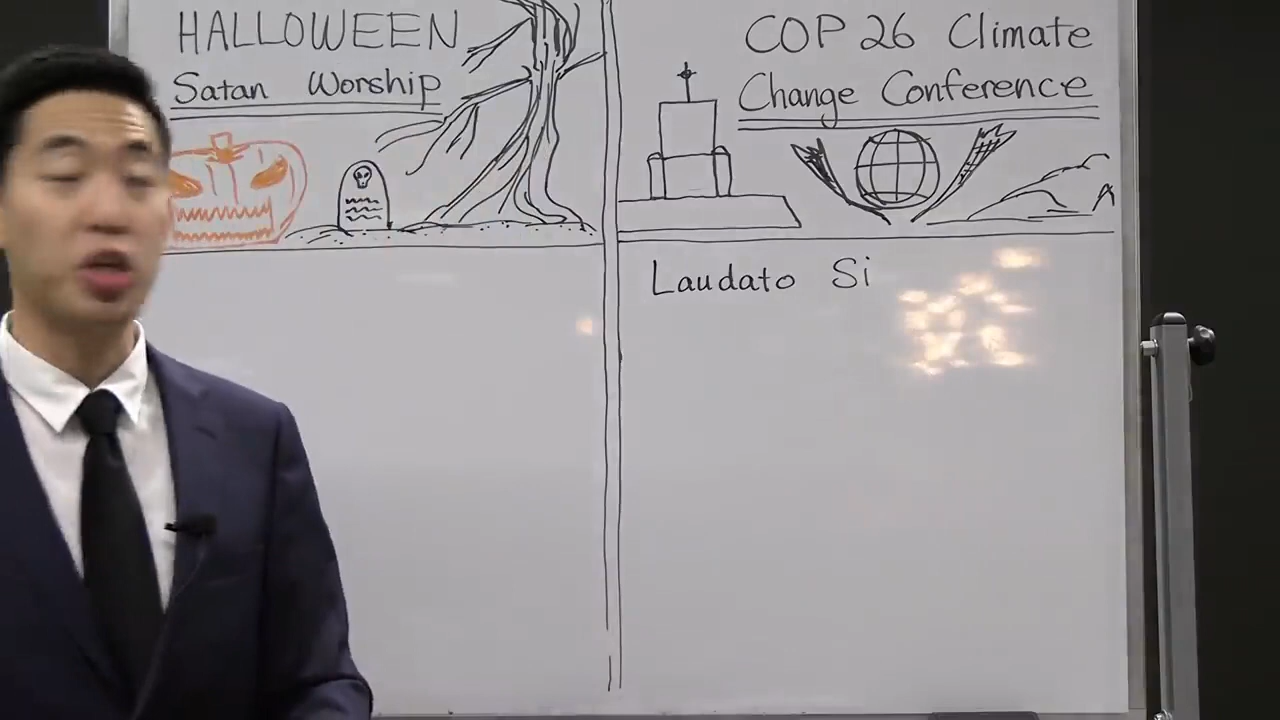 HALLOWEEN
Satan Worship
COP 26 Climate
Change Conference
Laudato Si